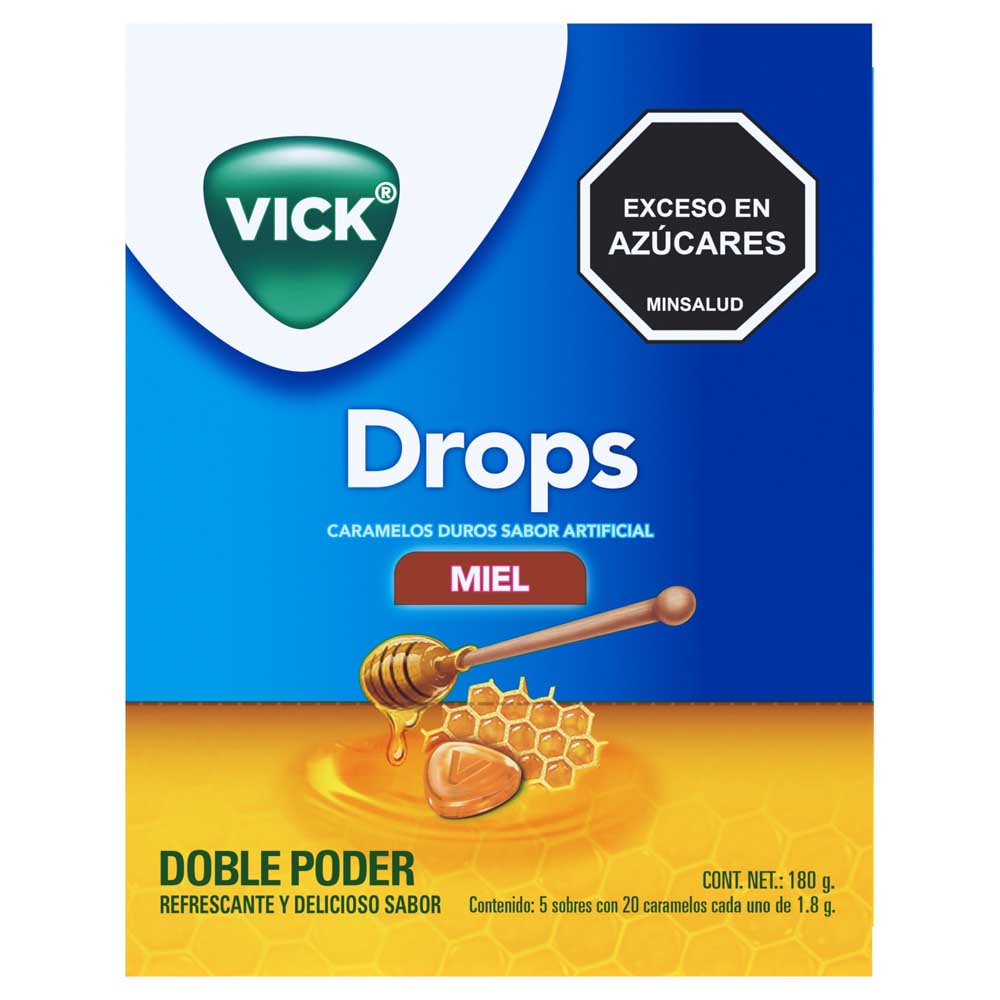 VICK®
EXCESO EN
AZÚCARES
MINSALUD
Drops
CARAMELOS DUROS SABOR ARTIFICIAL
MIEL
V
DOBLE PODER
REFRESCANTE Y DELICIOSO SABOR
CONT. NET.: 180 g.
Contenido: 5 sobres con 20 caramelos cada uno de 1.8 g.